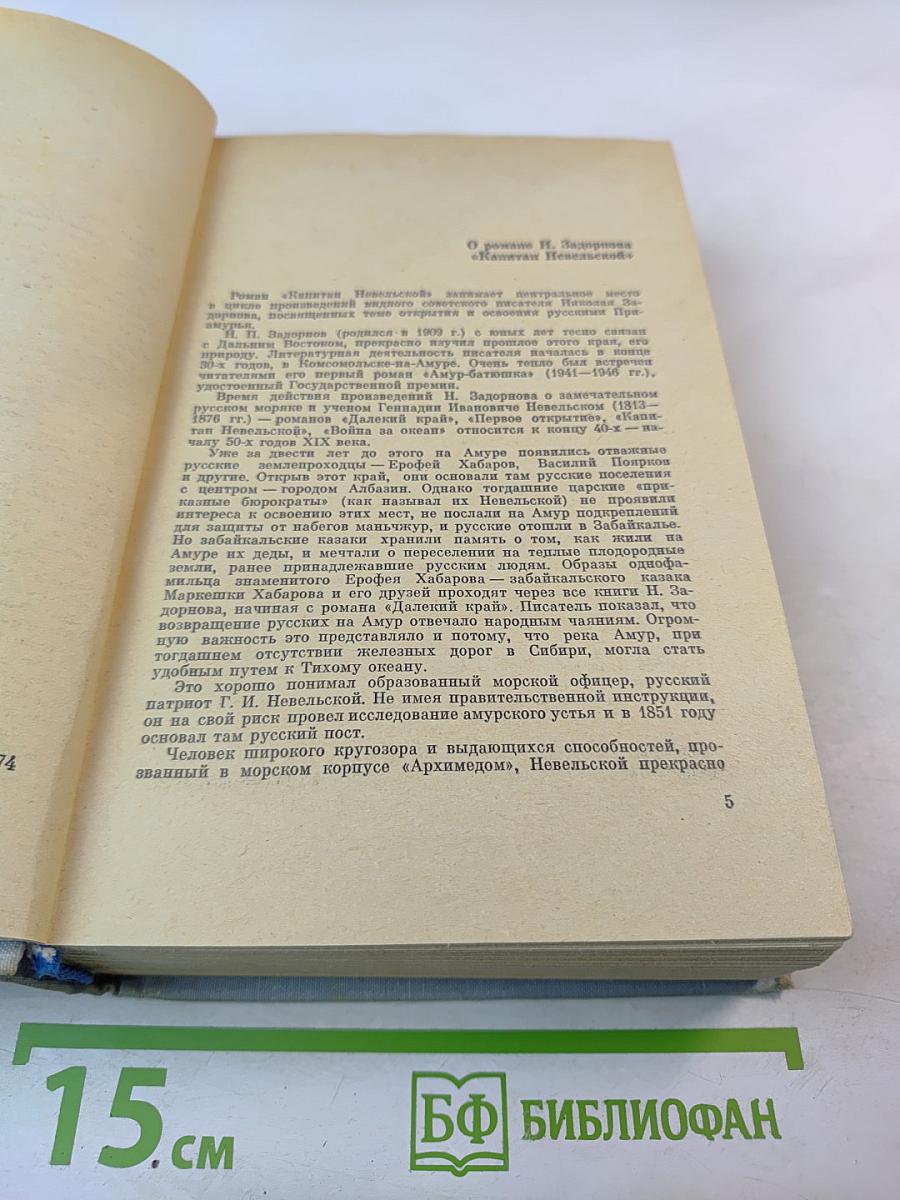 О романе Н. Задорнова
«Капитан Невельской»
Роман «Капитан Невельской» занимает центральное место
в цикле произведений видного советского писателя Николая За-
дорнова, посвященных теме открытия и освоения русскими При-
амурья.
Н. П. Задорнов (родился в 1909 г.) с юных лет тесно связан
с Дальним Востоком, прекрасно изучил прошлое этого края, его
природу. Литературная деятельность писателя началась в конце
30-х годов, в Комсомольске-на-Амуре. Очень тепло был встречен
читателями его первый роман «Амур-батюшка» (1941—1946 гг.),
удостоенный Государственной премии.
Время действия произведений Н. Задорнова о замечательном
русском моряке и ученом Геннадии Ивановиче Невельском (1813—
1876 гг.) — романов «Далекий край», «Первое открытие», «Капи-
тан Невельской», «Война за океан» относится к концу 40-х — на-
чалу 50-х годов XIX века.
Уже за двести лет до этого на Амуре появились отважные
русские землепроходцы — Ерофей Хабаров, Василий Поярков
и другие. Открыв этот край, они основали там русские поселения
с центром — городом Албазин. Однако тогдашние царские «при-
казные бюрократы» (как называл их Невельской) не проявили
интереса к освоению этих мест, не послали на Амур подкреплений
для защиты от набегов маньчжур, и русские отошли в Забайкалье.
Но забайкальские казаки хранили память о том, как жили на
Амуре их деды, и мечтали о переселении на теплые плодородные
земли, ранее принадлежавшие русским людям. Образы однофа-
мильца знаменитого Ерофея Хабарова — забайкальского казака
Маркешки Хабарова и его друзей проходят через все книги Н. За-
дорнова, начиная с романа «Далекий край». Писатель показал, что
возвращение русских на Амур отвечало народным чаяниям. Огром-
ную важность это представляло и потому, что река Амур, при
тогдашнем отсутствии железных дорог в Сибири, могла стать
удобным путем к Тихому океану.
Это хорошо понимал образованный морской офицер, русский
патриот Г. И. Невельской. Не имея правительственной инструкции,
он на свой риск провел исследование амурского устья и в 1851 году
основал там русский пост.
Человек широкого кругозора и выдающихся способностей, про-
званный в морском корпусе «Архимедом», Невельской прекрасно
5
74
15 см
БФ БИБЛИОФАН